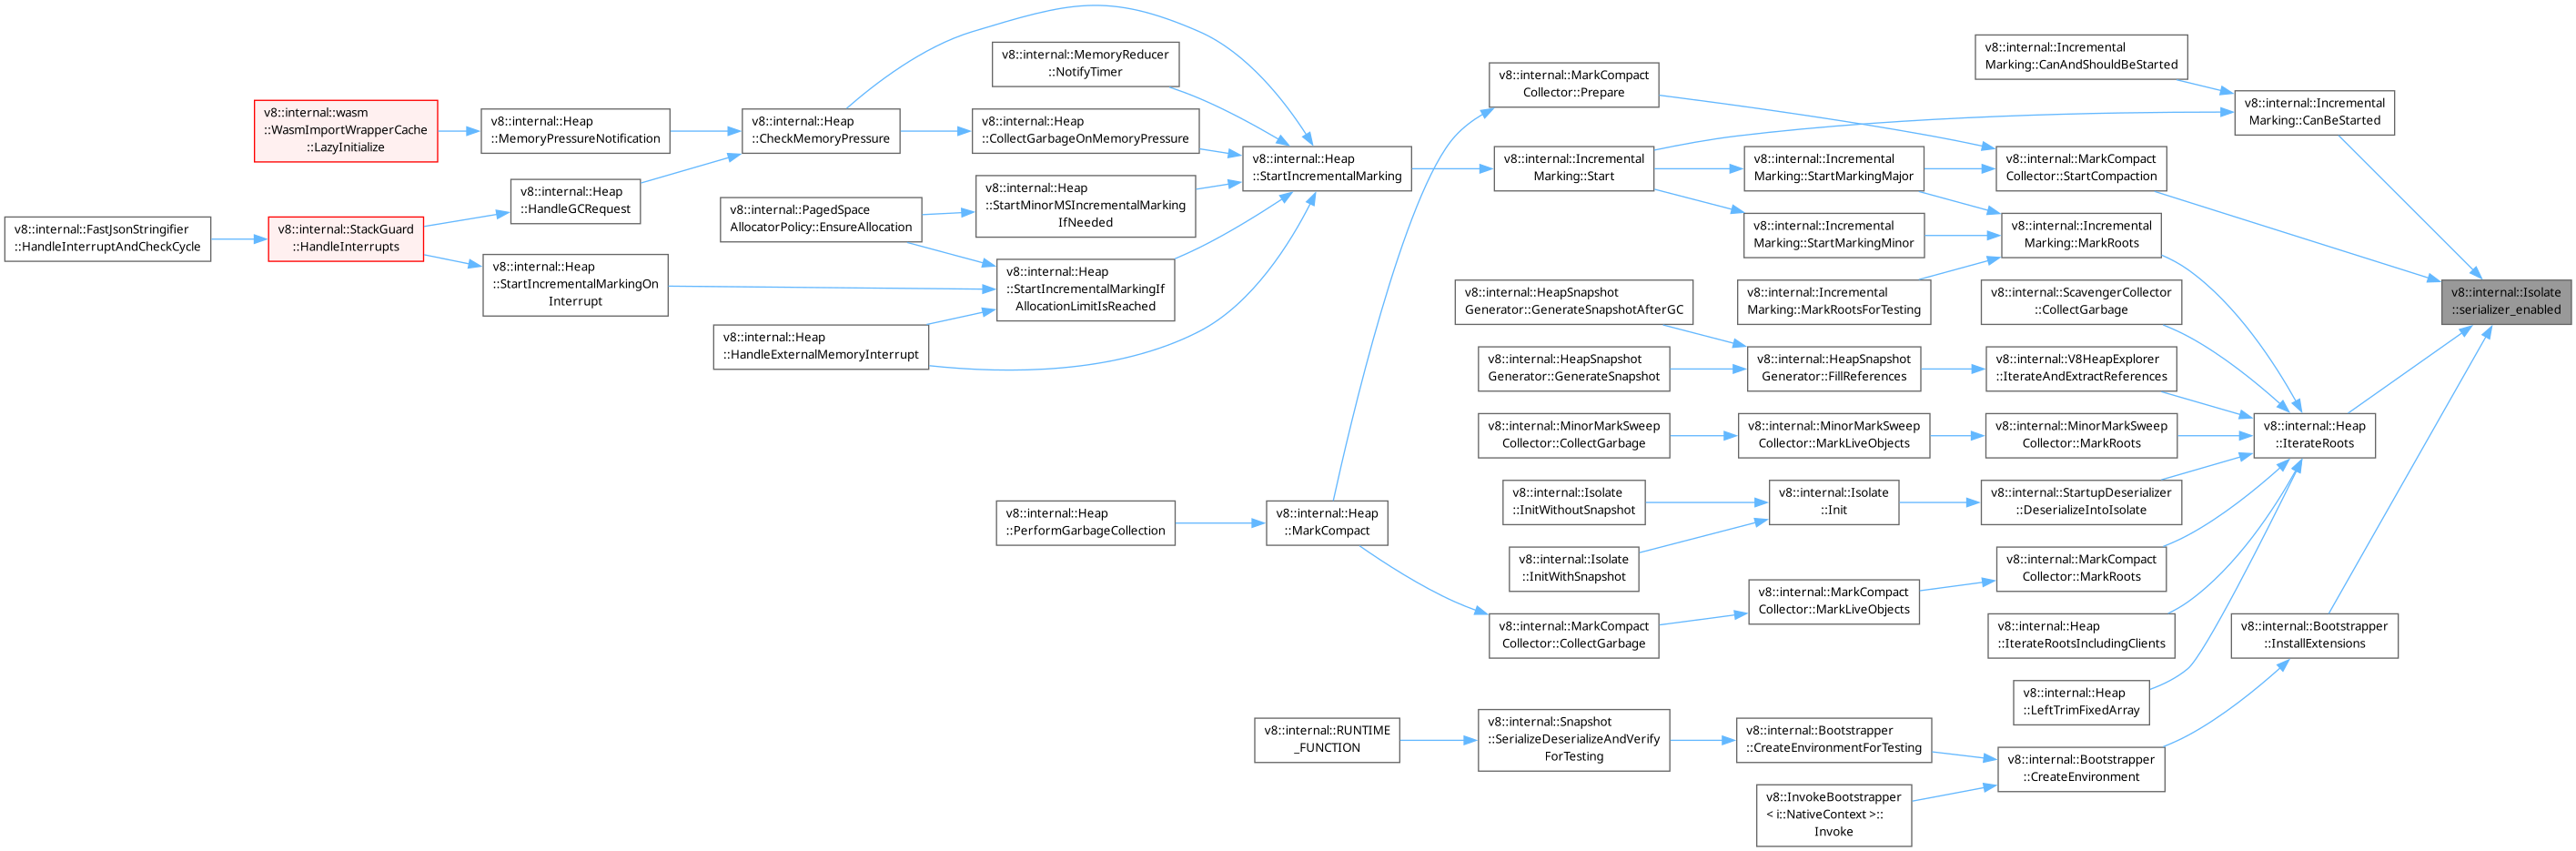 v8::internal::FastJsonStringifier
::HandleInterruptAndCheckCycle
v8::internal::wasm
::WasmImportWrapperCache
::LazyInitialize
v8::internal::StackGuard
::HandleInterrupts
v8::internal::Heap
::MemoryPressureNotification
v8::internal::Heap
::HandleGCRequest
v8::internal::Heap
::StartIncrementalMarkingOn
Interrupt
v8::internal::Heap
::CheckMemoryPressure
v8::internal::PagedSpace
AllocatorPolicy::EnsureAllocation
v8::internal::Heap
::HandleExternalMemoryInterrupt
v8::internal::MemoryReducer
::NotifyTimer
v8::internal::Heap
::CollectGarbageOnMemoryPressure
v8::internal::Heap
::StartMinorMSIncrementalMarking
IfNeeded
v8::internal::Heap
::StartIncrementalMarkingIf
AllocationLimitIsReached
v8::internal::Heap
::PerformGarbageCollection
v8::internal::Heap
::StartIncrementalMarking
v8::internal::Heap
::MarkCompact
v8::internal::RUNTIME
_FUNCTION
v8::internal::MarkCompact
Collector::Prepare
v8::internal::Incremental
Marking::Start
v8::internal::HeapSnapshot
Generator::GenerateSnapshotAfterGC
v8::internal::HeapSnapshot
Generator::GenerateSnapshot
v8::internal::MinorMarkSweep
Collector::CollectGarbage
v8::internal::Isolate
::InitWithoutSnapshot
v8::internal::Isolate
::InitWithSnapshot
v8::internal::MarkCompact
Collector::CollectGarbage
v8::internal::Snapshot
::SerializeDeserializeAndVerify
ForTesting
v8::internal::Incremental
Marking::StartMarkingMajor
v8::internal::Incremental
Marking::StartMarkingMinor
v8::internal::Incremental
Marking::MarkRootsForTesting
v8::internal::HeapSnapshot
Generator::FillReferences
v8::internal::MinorMarkSweep
Collector::MarkLiveObjects
v8::internal::Isolate
::Init
v8::internal::MarkCompact
Collector::MarkLiveObjects
v8::internal::Bootstrapper
::CreateEnvironmentForTesting
v8::InvokeBootstrapper
< i::NativeContext >::
Invoke
v8::internal::Incremental
Marking::CanAndShouldBeStarted
v8::internal::MarkCompact
Collector::StartCompaction
v8::internal::Incremental
Marking::MarkRoots
v8::internal::ScavengerCollector
::CollectGarbage
v8::internal::V8HeapExplorer
::IterateAndExtractReferences
v8::internal::MinorMarkSweep
Collector::MarkRoots
v8::internal::StartupDeserializer
::DeserializeIntoIsolate
v8::internal::MarkCompact
Collector::MarkRoots
v8::internal::Heap
::IterateRootsIncludingClients
v8::internal::Heap
::LeftTrimFixedArray
v8::internal::Bootstrapper
::CreateEnvironment
v8::internal::Incremental
Marking::CanBeStarted
v8::internal::Heap
::IterateRoots
v8::internal::Bootstrapper
::InstallExtensions
v8::internal::Isolate
::serializer_enabled